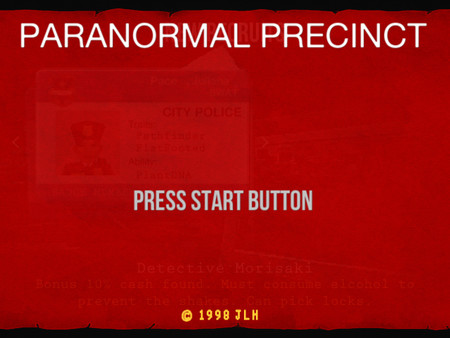 PARANORMAL PRECINCT
CITY POLICE
PRESS START BUTTON
Detective Morisaki
Bonus 10% cash found. Must consume alcohol to
prevent the shakes. Can pick locks.
© 1998 JLH